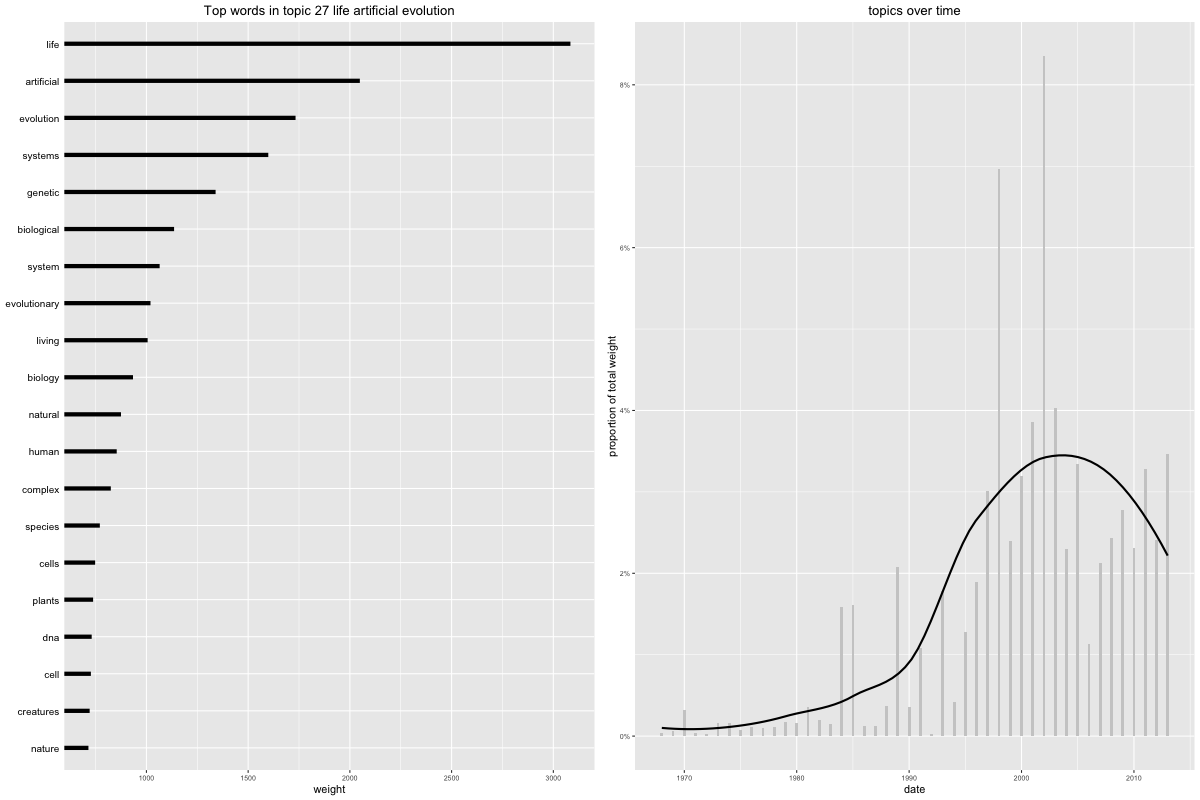 Top words in topic 27 life artificial evolution
life
artificial
evolution
systems
genetic
biological
system
evolutionary
living
biology
natural
human
complex
species
cells
plants
dna
cell
creatures
nature
1000 1500 2000 2500 3000
weight
topics over time
proportion of total weight
8%
6%
4%
2%
0%
1970 1980 1990 2000 2010
date